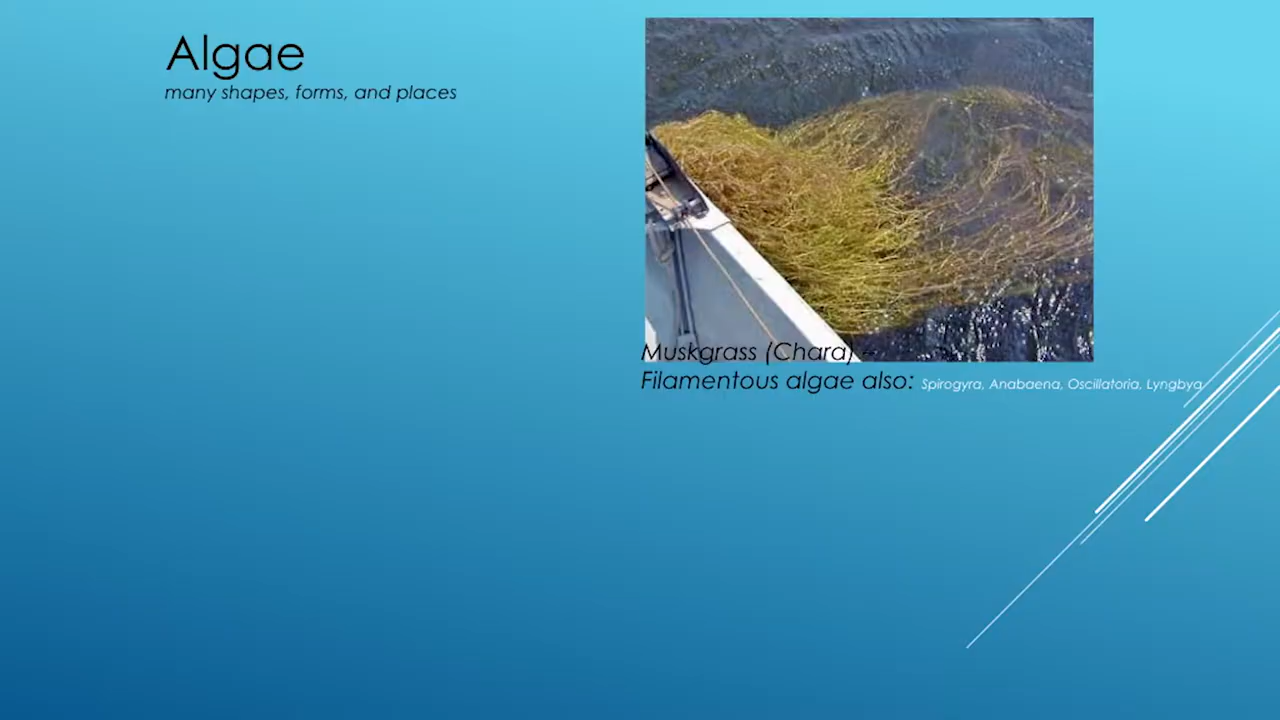 Algae
many shapes, forms, and places
Muskgrass (Chara) –
Filamentous algae also: Spirogyra, Anabaena, Oscillatoria, Lyngbya